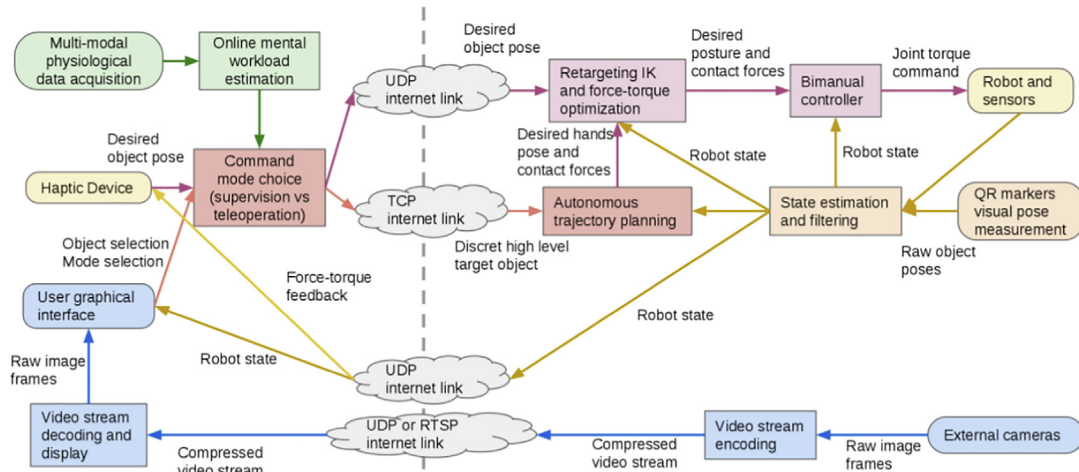 Multi-modal
physiological
data acquisition
Online mental
workload
estimation
Desired
object pose
Haptic Device
Command
mode choice
(supervision vs
teleoperation)
Object selection
Mode selection
User graphical
interface
Raw image
frames
Video stream
decoding and
display
Compressed
video stream
Robot state
Force-torque
feedback
UDP
internet link
TCP
internet link
UDP
internet link
UDP or RTSP
internet link
Desired
object pose
Retargeting IK
and force-torque
optimization
Desired
posture and
contact forces
Bimanual
controller
Joint torque
command
Robot and
sensors
Desired hands
pose and
contact forces
Robot state
Robot state
Autonomous
trajectory planning
Discret high level
target object
State estimation
and filtering
QR markers
visual pose
measurement
Raw object
poses
Robot state
Compressed
video stream
Video stream
encoding
Raw image
frames
External cameras